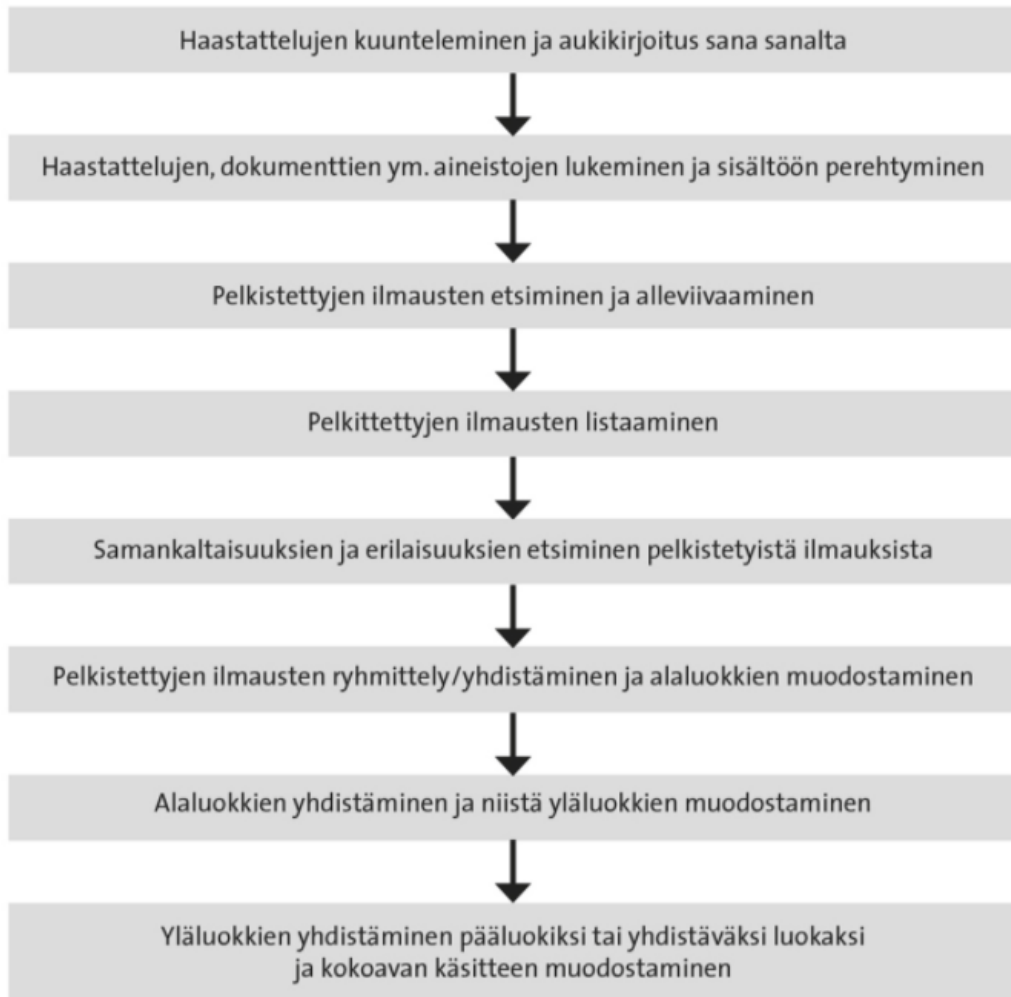 Haastattelujen kuunteleminen ja aukikirjoitus sana sanalta
Haastattelujen, dokumenttien ym. aineistojen lukeminen ja sisältöön perehtyminen
Pelkistettyjen ilmausten etsiminen ja alleviivaaminen
Pelkittettyjen ilmausten listaaminen
Samankaltaisuuksien ja erilaisuuksien etsiminen pelkistetyistä ilmauksista
Pelkistettyjen ilmausten ryhmittely/yhdistäminen ja alaluokkien muodostaminen
Alaluokkien yhdistäminen ja niistä yläluokkien muodostaminen
Yläluokkien yhdistäminen pääluokiksi tai yhdistäväksi luokaksi
ja kokoavan käsitteen muodostaminen